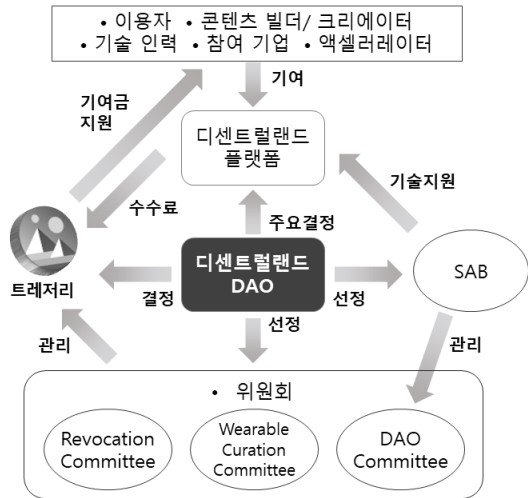 • 이용자 • 콘텐츠 빌더/ 크리에이터
• 기술 인력 • 참여 기업 • 액셀러레이터
기여금
지원
기여
디센트럴랜드
플랫폼
기술지원
수수료
주요결정
트레저리
디센트럴랜드
DAO
SAB
결정
선정
선정
관리
관리
• 위원회
Revocation
Committee
Wearable
Curation
Committee
DAO
Committee